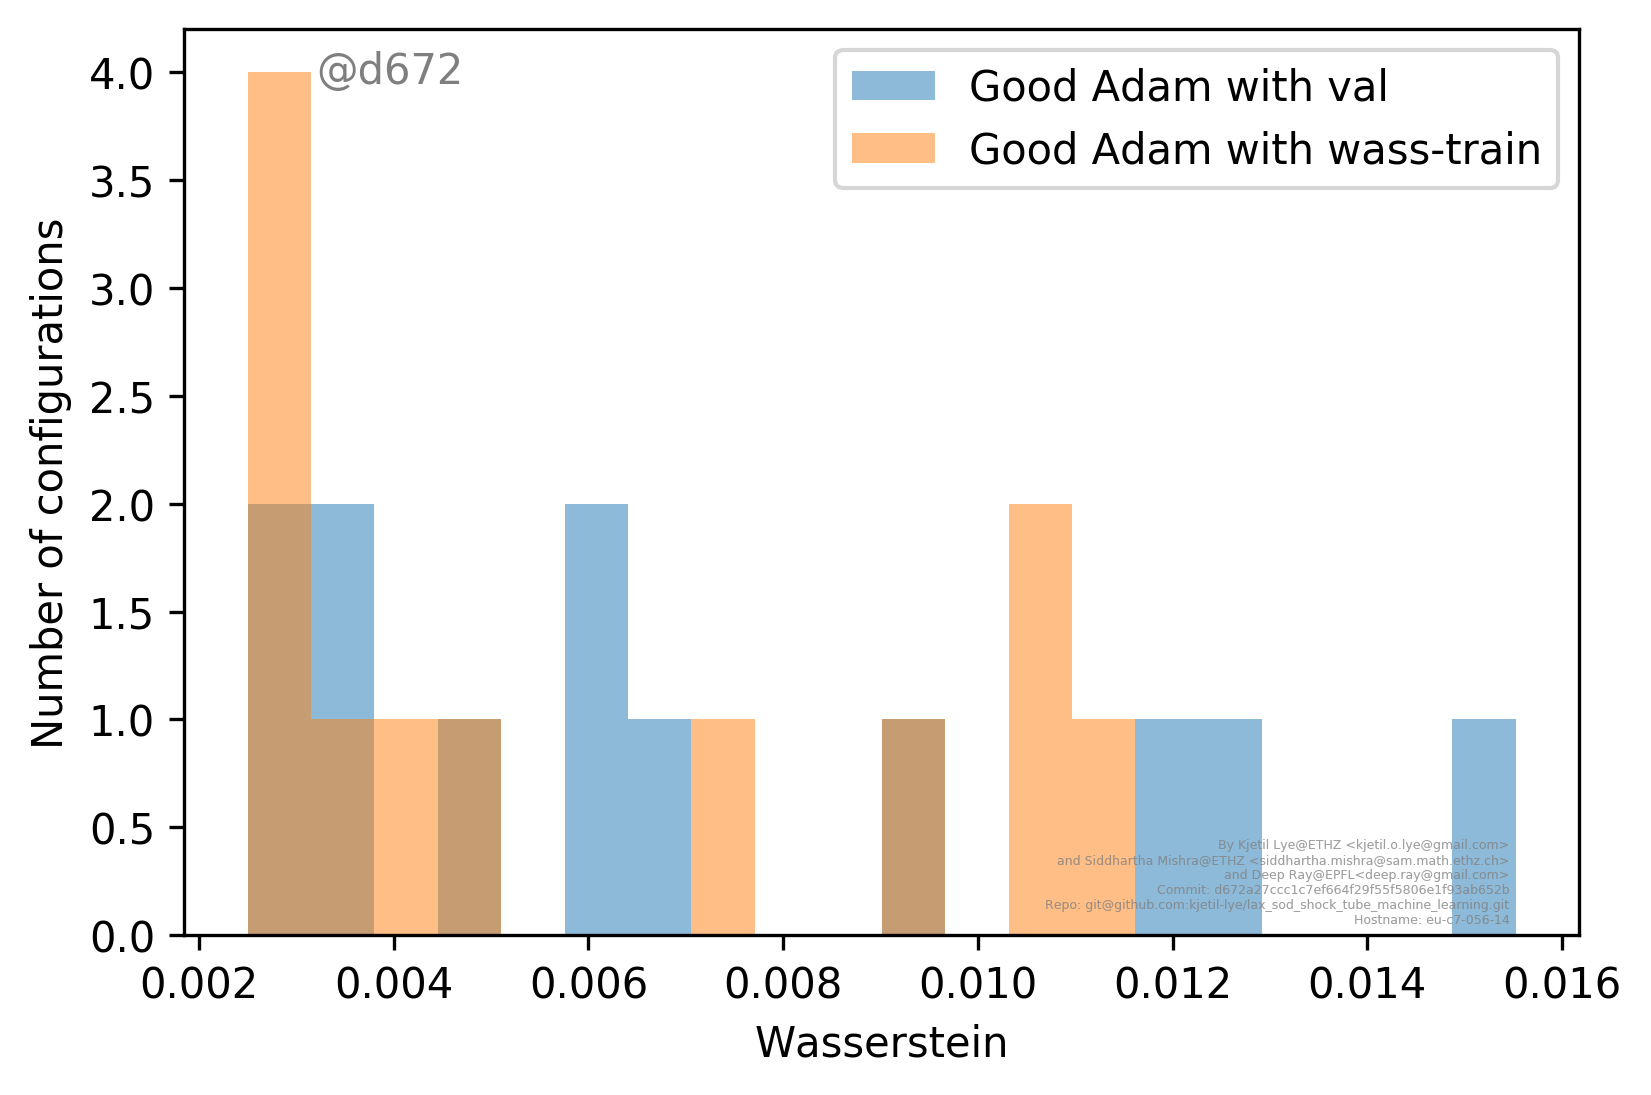 @d672
Good Adam with val
Good Adam with wass-train
4.0
3.5
3.0
2.5
2.0
1.5
1.0
0.5
0.0
Number of configurations
By Kjetil Lye@ETHZ <kjetil.o.lye@gmail.com>
and Siddhartha Mishra@ETHZ <siddhartha.mishra@sam.math.ethz.ch>
and Deep Ray@EPFL<deep.ray@gmail.com>
Commit: d672a27ccc1c7ef664f29f55f5806e1f93ab652b
Repo: git@github.com:kjetil-lye/lax_sod_shock_tube_machine_learning.git
Hostname: eu-c7-056-14
0.002 0.004 0.006 0.008 0.010 0.012 0.014 0.016
Wasserstein